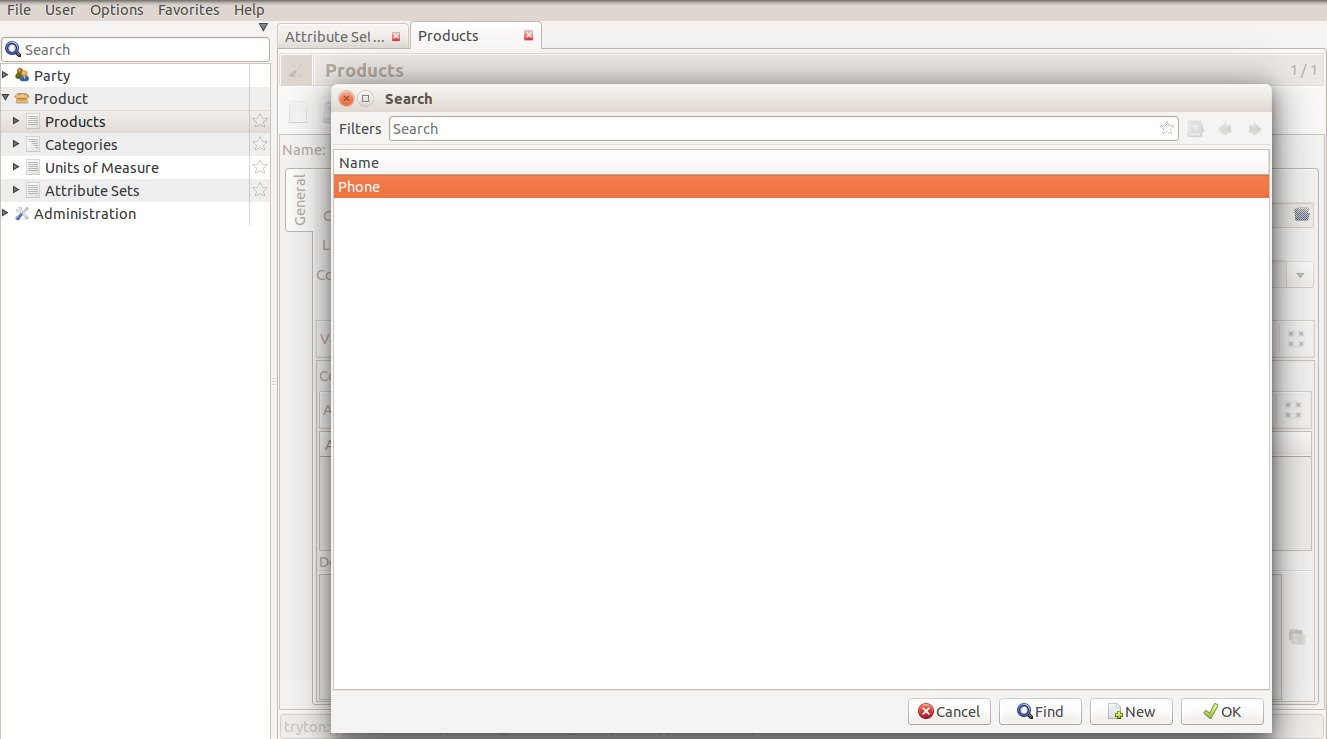 File User Options Favorites Help
Search
Party
Product
Products
Categories
Units of Measure
Attribute Sets
Administration
Attribute Set...
Products
Products
1 / 1
Name:
General
Search
Filters
Search
Name
Phone
Cancel
Find
New
OK
tryton: